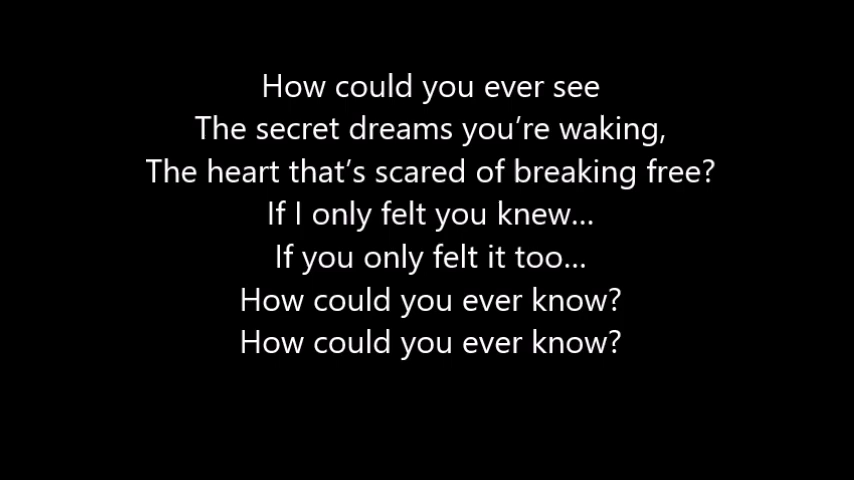 How could you ever see
The secret dreams you’re waking,
The heart that’s scared of breaking free?
If I only felt you knew...
If you only felt it too...
How could you ever know?
How could you ever know?